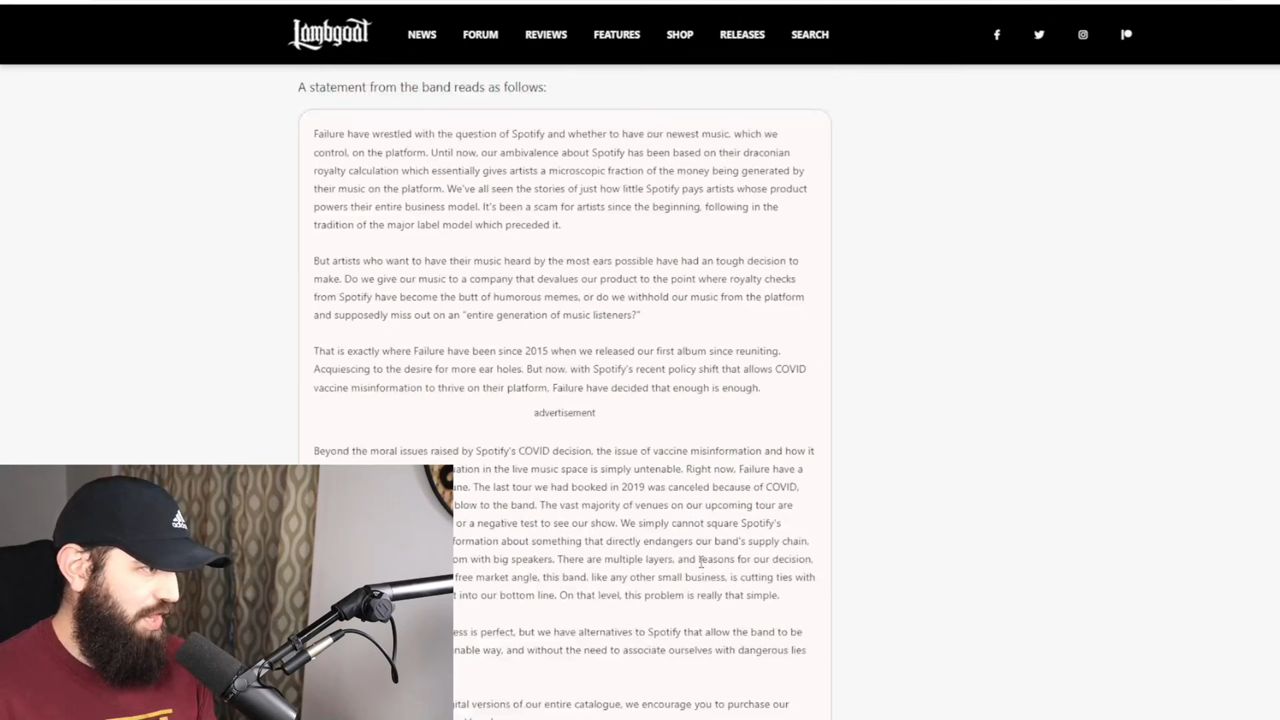 Lambgoat
NEWS FORUM REVIEWS FEATURES SHOP RELEASES SEARCH
A statement from the band reads as follows:
Failure have wrestled with the question of Spotify and whether to have our newest music, which we
control, on the platform. Until now, our ambivalence about Spotify has been based on their draconian
royalty calculation which essentially gives artists a microscopic fraction of the money being generated by
their music on the platform. We've all seen the stories of just how little Spotify pays artists whose product
powers their entire business model. It's been a scam for artists since the beginning, following in the
tradition of the major label model which preceded it.
But artists who want to have their music heard by the most ears possible have had an tough decision to
make. Do we give our music to a company that devalues our product to the point where royalty checks
from Spotify have become the butt of humorous memes, or do we withhold our music from the platform
and supposedly miss out on an "entire generation of music listeners?"
That is exactly where Failure have been since 2015 when we released our first album since reuniting.
Acquiescing to the desire for more ear holes. But now, with Spotify's recent policy shift that allows COVID
vaccine misinformation to thrive on their platform, Failure have decided that enough is enough.
advertisement
Beyond the moral issues raised by Spotify's COVID decision, the issue of vaccine misinformation and how it
uation in the live music space is simply untenable. Right now, Failure have a
ne. The last tour we had booked in 2019 was canceled because of COVID,
blow to the band. The vast majority of venues on our upcoming tour are
or a negative test to see our show. We simply cannot square Spotify's
formation about something that directly endangers our band's supply chain,
om with big speakers. There are multiple layers, and reasons for our decision,
free market angle, this band, like any other small business, is cutting ties with
t into our bottom line. On that level, this problem is really that simple.
ess is perfect, but we have alternatives to Spotify that allow the band to be
nable way, and without the need to associate ourselves with dangerous lies
ital versions of our entire catalogue, we encourage you to purchase our